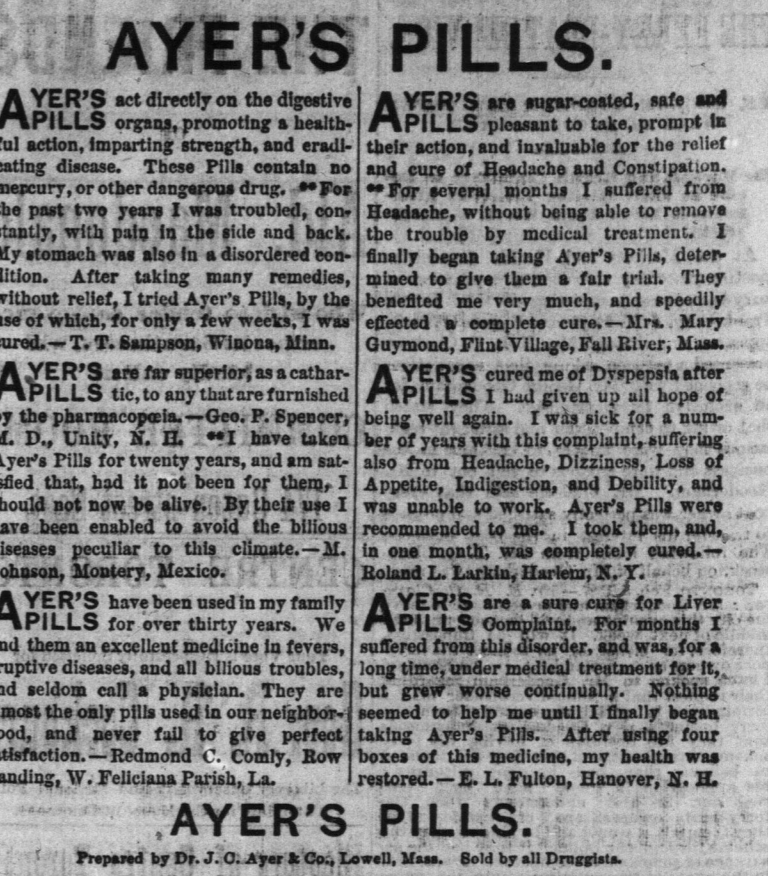 AYER'S PILLS.
AYER'S act directly on the digestive
PILLS organs, promoting a health-
ful action, imparting strength, and eradi-
cating disease. These Pills contain no
mercury, or other dangerous drug. "For
the past two years I was troubled, con-
stantly, with pain in the side and back.
My stomach was also in a disordered con-
dition. After taking many remedies,
without relief, I tried Ayer's Pills, by the
use of which, for only a few weeks, I was
cured.—T. T. Sampson, Winona, Minn.
AYER'S are far superior, as a cathar-
PILLS tic, to any that are furnished
by the pharmacopœia.—Geo. P. Spencer,
M. D., Unity, N. H. "I have taken
Ayer's Pills for twenty years, and am sat-
isfied that, had it not been for them, I
should not now be alive. By their use I
have been enabled to avoid the bilious
diseases peculiar to this climate.—M.
Johnson, Montery, Mexico.
AYER'S have been used in my family
PILLS for over thirty years. We
find them an excellent medicine in fevers,
eruptive diseases, and all bilious troubles,
and seldom call a physician. They are
almost the only pills used in our neighbor-
hood, and never fail to give perfect
satisfaction.—Redmond C. Comly, Row
Landing, W. Feliciana Parish, La.
AYER'S are sugar-coated, safe and
PILLS pleasant to take, prompt in
their action, and invaluable for the relief
and cure of Headache and Constipation.
"For several months I suffered from
Headache, without being able to remove
the trouble by medical treatment. I
finally began taking Ayer's Pills, deter-
mined to give them a fair trial. They
benefited me very much, and speedily
effected a complete cure.—Mrs. Mary
Guymond, Flint Village, Fall River, Mass.
AYER'S cured me of Dyspepsia after
PILLS I had given up all hope of
being well again. I was sick for a num-
ber of years with this complaint, suffering
also from Headache, Dizziness, Loss of
Appetite, Indigestion, and Debility, and
was unable to work. Ayer's Pills were
recommended to me. I took them, and,
in one month, was completely cured.—
Roland L. Larkin, Harlem, N. Y.
AYER'S are a sure cure for Liver
PILLS Complaint. For months I
suffered from this disorder, and was, for a
long time, under medical treatment for it,
but grew worse continually. Nothing
seemed to help me until I finally began
taking Ayer's Pills. After using four
boxes of this medicine, my health was
restored.—E. L. Fulton, Hanover, N. H.
AYER'S PILLS.
Prepared by Dr. J. C. Ayer & Co., Lowell, Mass. Sold by all Druggists.